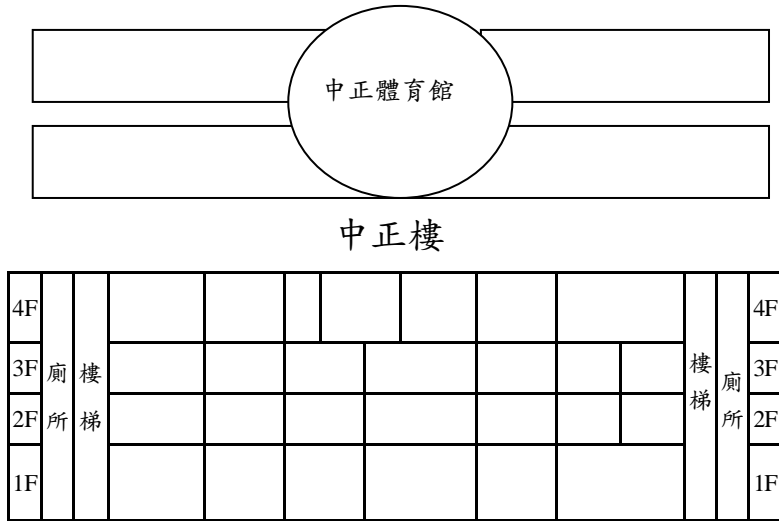 中正體育館
中正樓
4F 4F
3F 廁所 樓梯 樓梯 廁所 3F
2F 2F
1F 1F